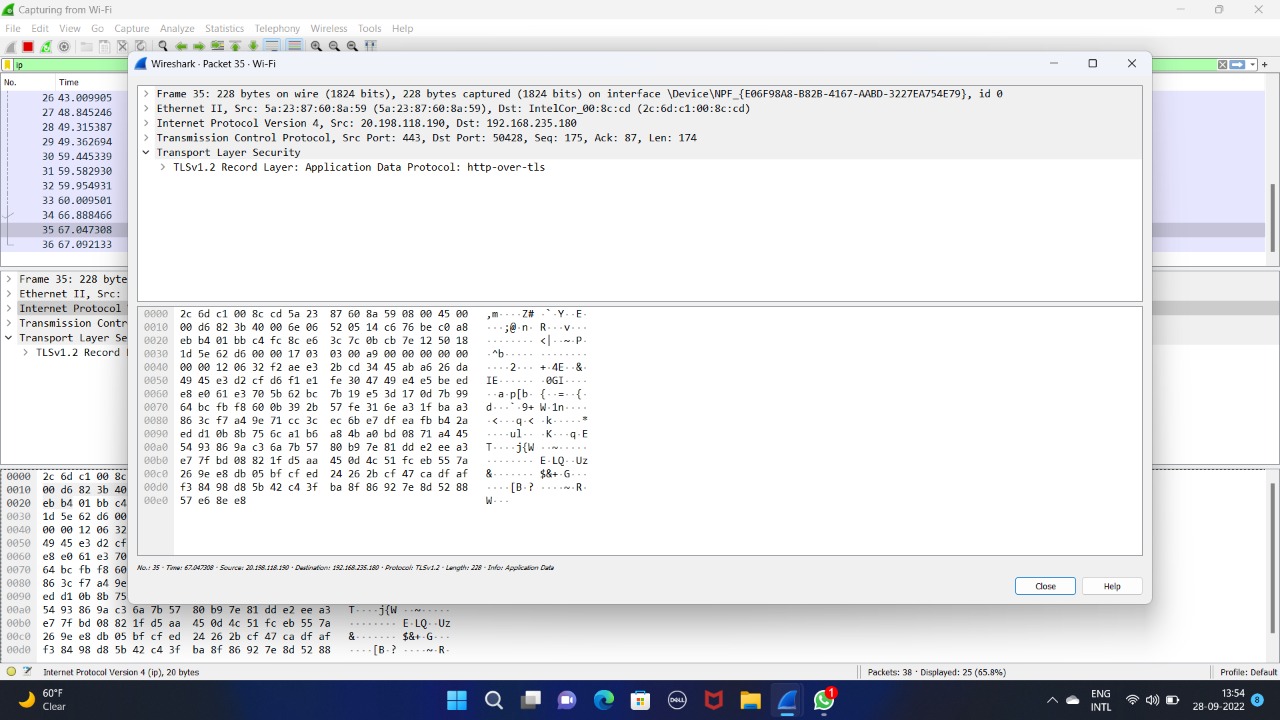 Capturing from Wi-Fi
File Edit View Go Capture Analyze Statistics Telephony Wireless Tools Help
ip
No. Time
26 43.009905
27 48.845246
28 49.315387
29 49.362694
30 59.445339
31 59.582930
32 59.954931
33 60.009501
34 66.888466
35 67.047308
36 67.092133
Frame 35: 228 byte
Ethernet II, Src:
Internet Protocol
Transmission Contr
Transport Layer Se
TLSv1.2 Record
Wireshark · Packet 35 · Wi-Fi
Frame 35: 228 bytes on wire (1824 bits), 228 bytes captured (1824 bits) on interface \Device\NPF_{E06F98A8-B82B-4167-AABD-3227EA754E79}, id 0
Ethernet II, Src: 5a:23:87:60:8a:59 (5a:23:87:60:8a:59), Dst: IntelCor_00:8c:cd (2c:6d:c1:00:8c:cd)
Internet Protocol Version 4, Src: 20.198.118.190, Dst: 192.168.235.180
Transmission Control Protocol, Src Port: 443, Dst Port: 50428, Seq: 175, Ack: 87, Len: 174
Transport Layer Security
TLSv1.2 Record Layer: Application Data Protocol: http-over-tls
0000 2c 6d c1 00 8c cd 5a 23 87 60 8a 59 08 00 45 00 ,m····Z# ·`·Y··E·
0010 00 d6 82 3b 40 00 6e 06 52 05 14 c6 76 be c0 a8 ···;@·n· R···v···
0020 eb b4 01 bb c4 fc 8c e6 3c 7c 0b cb 7e 12 50 18 ········ <|··~·P·
0030 1d 5e 62 d6 00 00 17 03 03 00 a9 00 00 00 00 00 ·^b····· ········
0040 00 00 12 06 32 f2 ae e3 2b cd 34 45 ab a6 26 da ····2··· +·4E··&·
0050 49 45 e3 d2 cf d6 f1 e1 fe 30 47 49 e4 e5 be ed IE······ ·0GI····
0060 e8 e0 61 e3 70 5b 62 bc 7b 19 e5 3d 17 0d 7b 99 ··a·p[b· {··=··{·
0070 64 bc fb f8 60 0b 39 2b 57 fe 31 6e a3 1f ba a3 d···`·9+ W·1n····
0080 86 3c f7 a4 9e 71 cc 3c ec 6b e7 df ea fb b4 2a ·<···q·< ·k·····*
0090 ed d1 0b 8b 75 6c a1 b6 a8 4b a0 bd 08 71 a4 45 ····ul·· ·K···q·E
00a0 54 93 86 9a c3 6a 7b 57 80 b9 7e 81 dd e2 ee a3 T····j{W ··~·····
00b0 e7 7f bd 08 82 1f d5 aa 45 0d 4c 51 fc eb 55 7a ········ E·LQ··Uz
00c0 26 9e e8 db 05 bf cf ed 24 26 2b cf 47 ca df af &······· $&+·G···
00d0 f3 84 98 d8 5b 42 c4 3f ba 8f 86 92 7e 8d 52 88 ····[B·? ····~·R·
00e0 57 e6 8e e8 W···
No.: 35 · Time: 67.047308 · Source: 20.198.118.190 · Destination: 192.168.235.180 · Protocol: TLSv1.2 · Length: 228 · Info: Application Data
Close Help
0000 2c 6d c1 00 8c
0010 00 d6 82 3b 40
0020 eb b4 01 bb c4
0030 1d 5e 62 d6 00
0040 00 00 12 06 32
0050 49 45 e3 d2 cf
0060 e8 e0 61 e3 70
0070 64 bc fb f8 60
0080 86 3c f7 a4 9e
0090 ed d1 0b 8b 75
00a0 54 93 86 9a c3 6a 7b 57 80 b9 7e 81 dd e2 ee a3 T····j{W ··~·····
00b0 e7 7f bd 08 82 1f d5 aa 45 0d 4c 51 fc eb 55 7a ········ E·LQ··Uz
00c0 26 9e e8 db 05 bf cf ed 24 26 2b cf 47 ca df af &······· $&+·G···
00d0 f3 84 98 d8 5b 42 c4 3f ba 8f 86 92 7e 8d 52 88 ····[B·? ····~·R·
Internet Protocol Version 4 (ip), 20 bytes
Packets: 38 · Displayed: 25 (65.8%)
Profile: Default
60°F
Clear
DELL
1
ENG
INTL
13:54
28-09-2022
8